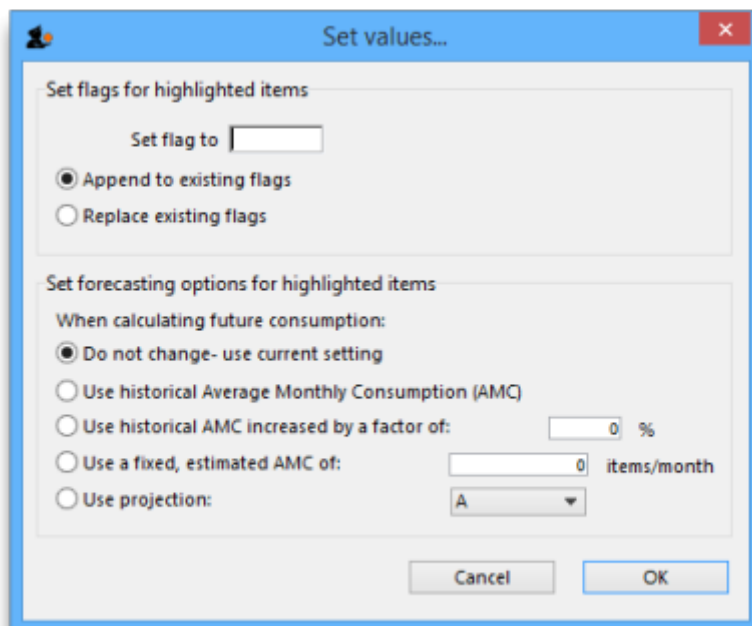 Set values...
Set flags for highlighted items
Set flag to
Append to existing flags
Replace existing flags
Set forecasting options for highlighted items
When calculating future consumption:
Do not change- use current setting
Use historical Average Monthly Consumption (AMC)
Use historical AMC increased by a factor of: 0 %
Use a fixed, estimated AMC of: 0 items/month
Use projection: A
Cancel OK